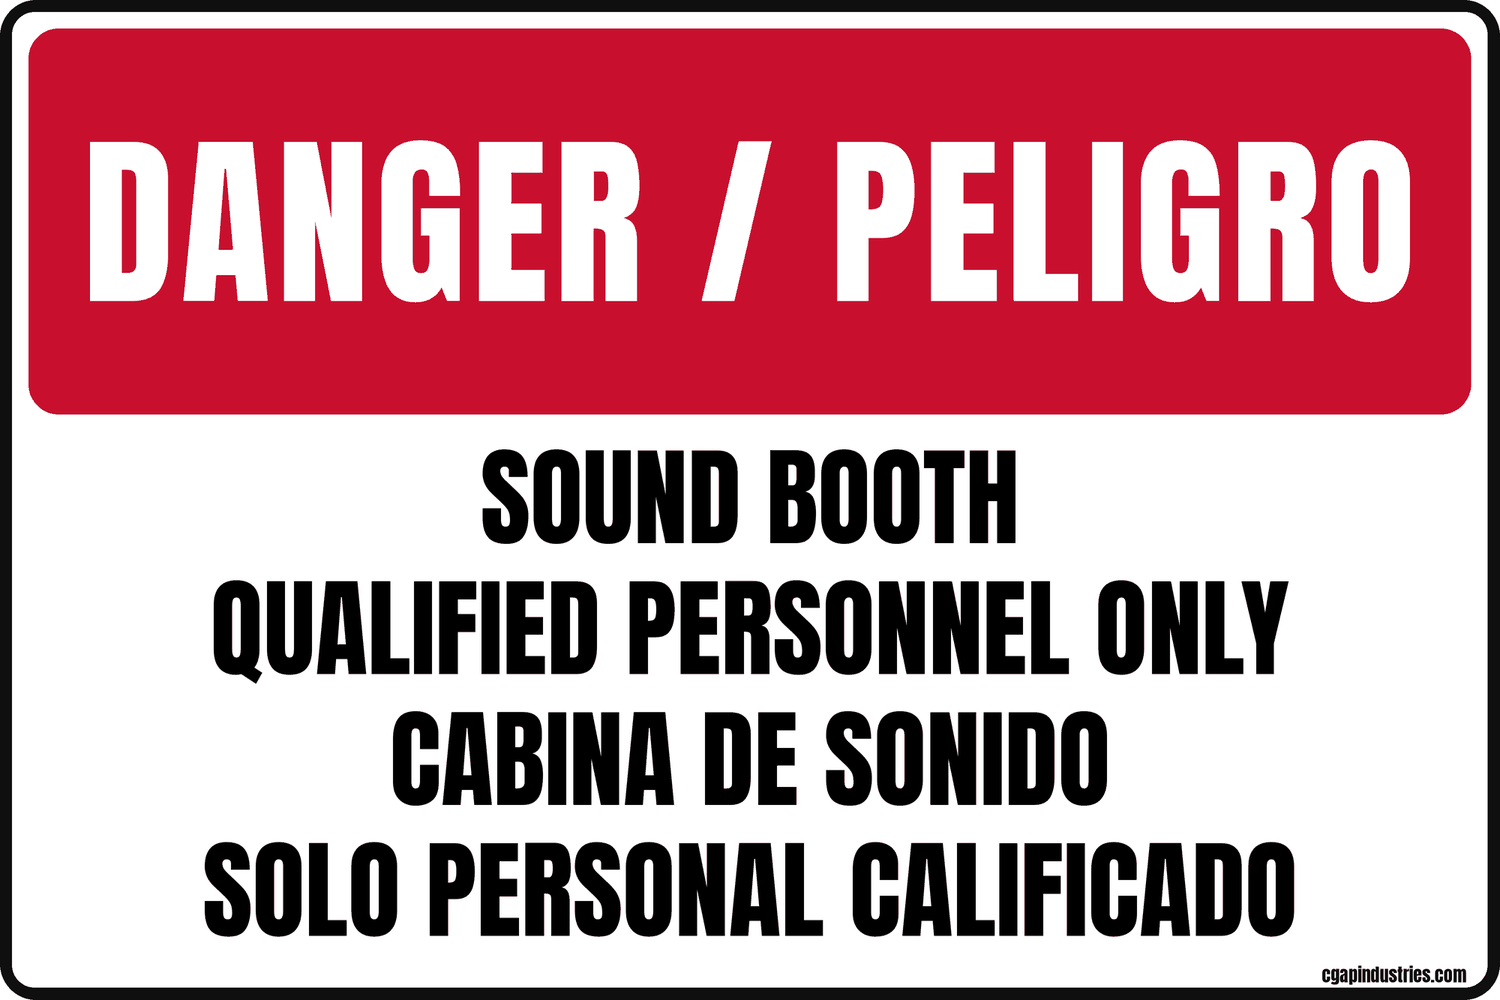 DANGER / PELIGRO
SOUND BOOTH
QUALIFIED PERSONNEL ONLY
CABINA DE SONIDO
SOLO PERSONAL CALIFICADO
cgapindustries.com